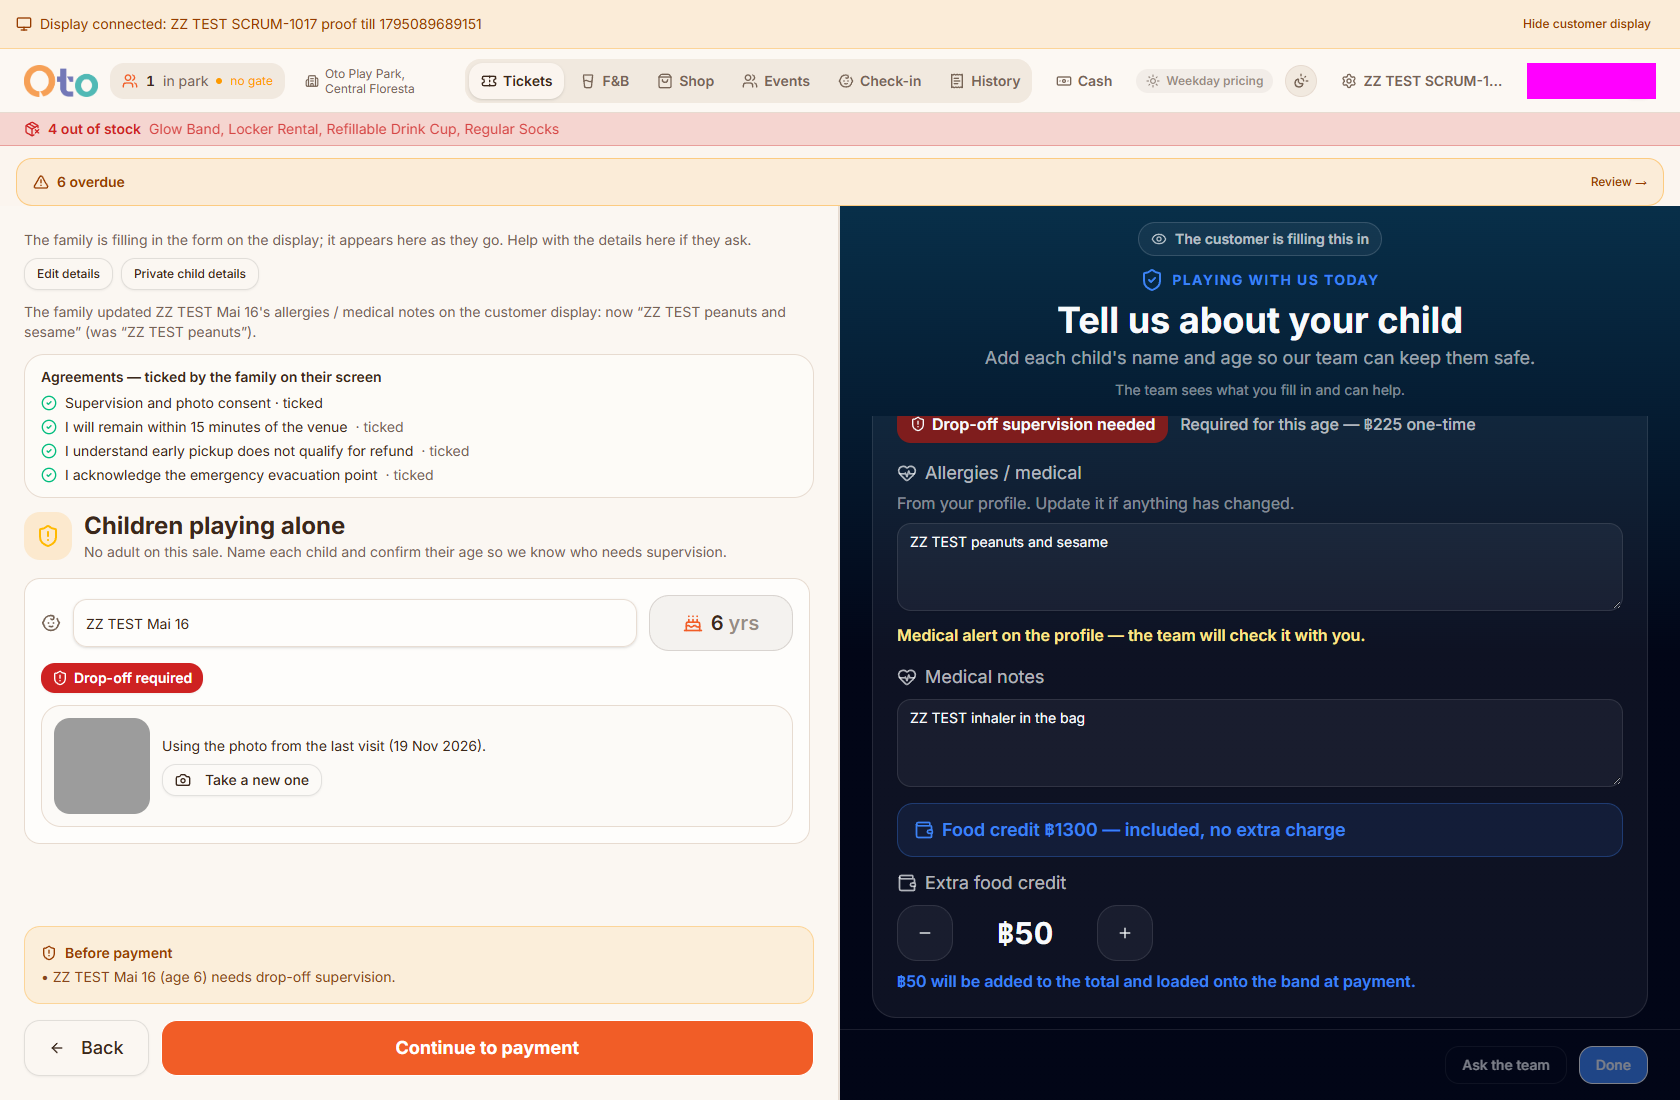 Display connected: ZZ TEST SCRUM-1017 proof till 1795089689151
Hide customer display
Oto
1 in park • no gate
Oto Play Park,
Central Floresta
Tickets
F&B
Shop
Events
Check-in
History
Cash
Weekday pricing
ZZ TEST SCRUM-1...
4 out of stock Glow Band, Locker Rental, Refillable Drink Cup, Regular Socks
6 overdue
Review →
The family is filling in the form on the display; it appears here as they go. Help with the details here if they ask.
Edit details
Private child details
The family updated ZZ TEST Mai 16's allergies / medical notes on the customer display: now “ZZ TEST peanuts and
sesame” (was “ZZ TEST peanuts”).
Agreements — ticked by the family on their screen
Supervision and photo consent · ticked
I will remain within 15 minutes of the venue · ticked
I understand early pickup does not qualify for refund · ticked
I acknowledge the emergency evacuation point · ticked
Children playing alone
No adult on this sale. Name each child and confirm their age so we know who needs supervision.
ZZ TEST Mai 16
6 yrs
Drop-off required
Using the photo from the last visit (19 Nov 2026).
Take a new one
Before payment
• ZZ TEST Mai 16 (age 6) needs drop-off supervision.
← Back
Continue to payment
The customer is filling this in
PLAYING WITH US TODAY
Tell us about your child
Add each child's name and age so our team can keep them safe.
The team sees what you fill in and can help.
Drop-off supervision needed
Required for this age — ฿225 one-time
Allergies / medical
From your profile. Update it if anything has changed.
ZZ TEST peanuts and sesame
Medical alert on the profile — the team will check it with you.
Medical notes
ZZ TEST inhaler in the bag
Food credit ฿1300 — included, no extra charge
Extra food credit
− ฿50 +
฿50 will be added to the total and loaded onto the band at payment.
Ask the team
Done